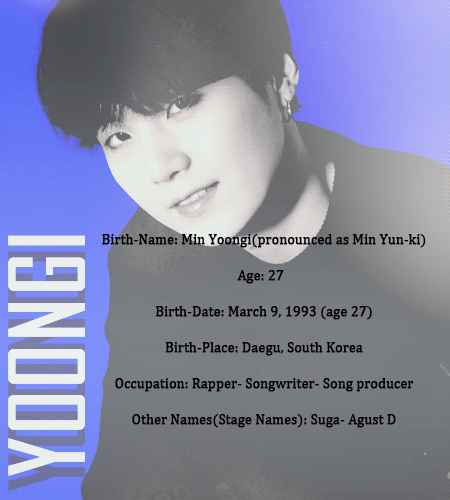 YOONGI
Birth-Name: Min Yoongi(pronounced as Min Yun-ki)
Age: 27
Birth-Date: March 9, 1993 (age 27)
Birth-Place: Daegu, South Korea
Occupation: Rapper- Songwriter- Song producer
Other Names(Stage Names): Suga- Agust D